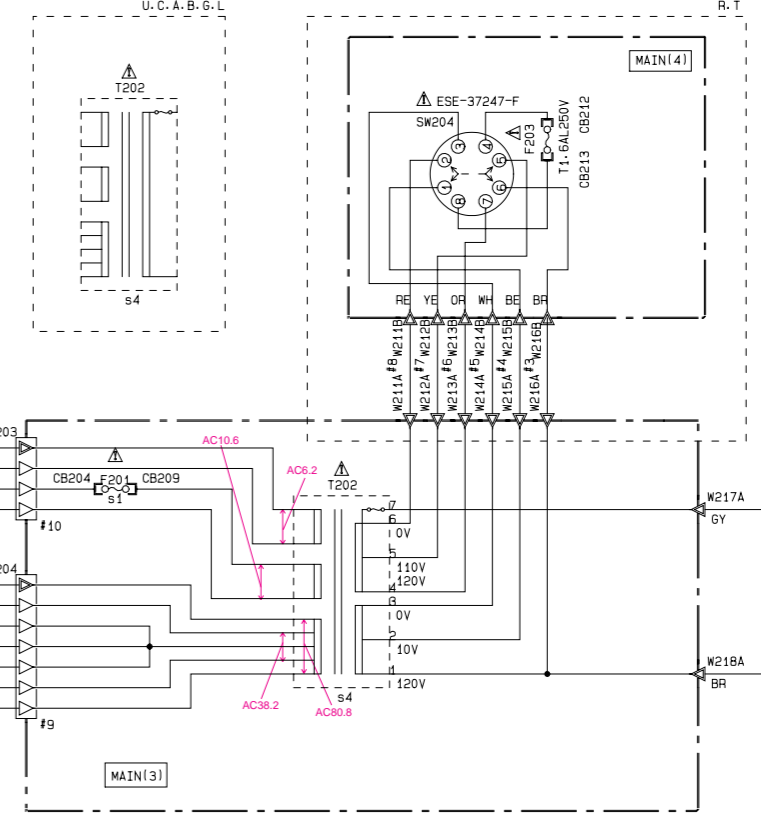 U.C.A.B.G.L
R.T
T202
s4
MAIN(4)
ESE-37247-F
SW204
F203
T1.6AL250V
CB212
CB213
1
2
3
4
5
6
7
8
RE
YE
OR
WH
BE
BR
W211B
W212B
W213B
W214B
W215B
W216B
#8
#7
#6
#5
#4
#3
W211A
W212A
W213A
W214A
W215A
W216A
203
CB204
F201
CB209
s1
#10
AC10.6
AC6.2
T202
7
6
0V
5
110V
120V
4
3
0V
2
10V
1
120V
s4
W217A
GY
W218A
BR
204
#9
AC38.2
AC80.8
MAIN(3)